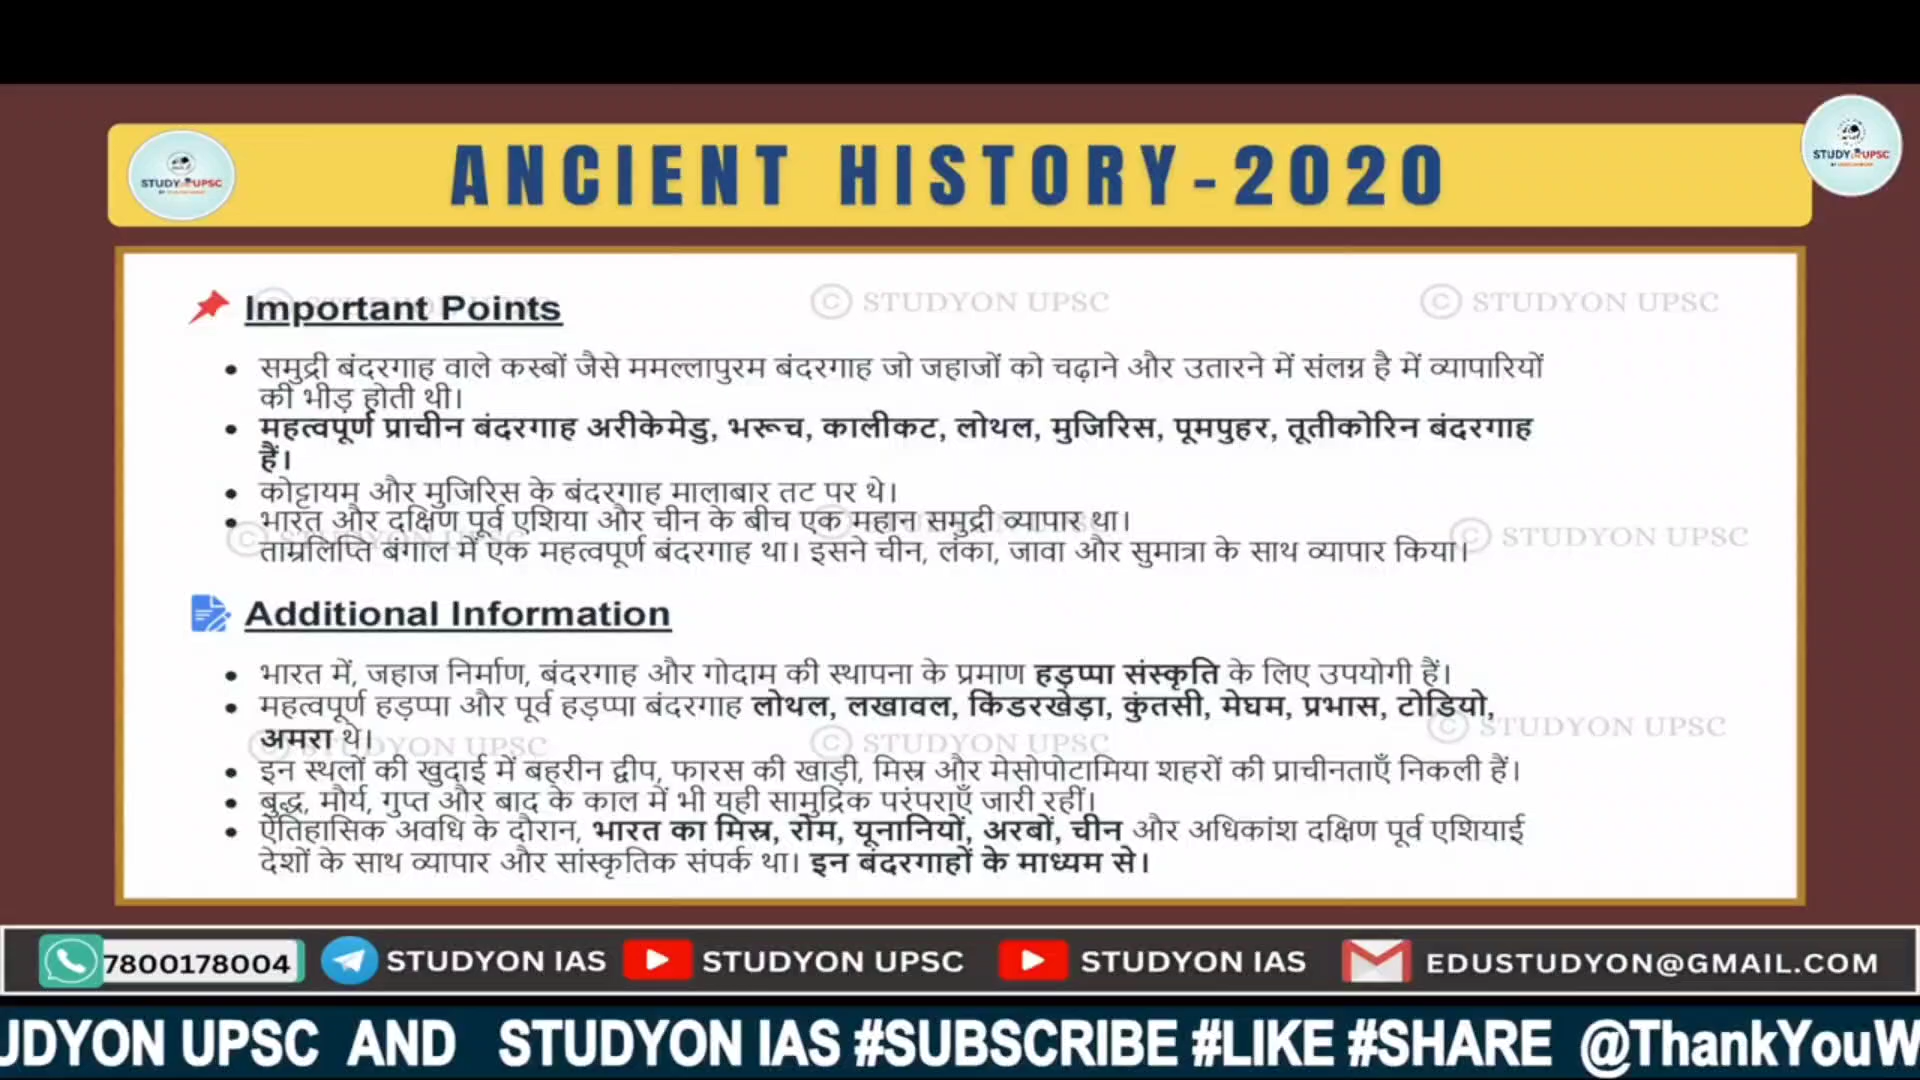 ANCIENT HISTORY-2020
STUDYON UPSC
STUDYON UPSC
Important Points
© STUDYON UPSC
© STUDYON UPSC
समुद्री बंदरगाह वाले कस्बों जैसे ममल्लापुरम बंदरगाह जो जहाजों को चढ़ाने और उतारने में संलग्न है में व्यापारियों
की भीड़ होती थी।
महत्वपूर्ण प्राचीन बंदरगाह अरीकेमेडु, भरूच, कालीकट, लोथल, मुजिरिस, पूमपुहर, तूतीकोरिन बंदरगाह
हैं।
कोट्टायम और मुजिरिस के बंदरगाह मालाबार तट पर थे।
भारत और दक्षिण पूर्व एशिया और चीन के बीच एक महान समुद्री व्यापार था।
ताम्रलिप्ति बंगाल में एक महत्वपूर्ण बंदरगाह था। इसने चीन, लंका, जावा और सुमात्रा के साथ व्यापार किया।
© STUDYON UPSC
Additional Information
भारत में, जहाज निर्माण, बंदरगाह और गोदाम की स्थापना के प्रमाण हड़प्पा संस्कृति के लिए उपयोगी हैं।
महत्वपूर्ण हड़प्पा और पूर्व हड़प्पा बंदरगाह लोथल, लखावल, किंडरखेड़ा, कुंतसी, मेघम, प्रभास, टोडियो,
© STUDYON UPSC
अमरा थे।
© STUDYON UPSC
© STUDYON UPSC
इन स्थलों की खुदाई में बहरीन द्वीप, फारस की खाड़ी, मिस्र और मेसोपोटामिया शहरों की प्राचीनताएँ निकली हैं।
बुद्ध, मौर्य, गुप्त और बाद के काल में भी यही सामुद्रिक परंपराएँ जारी रहीं।
ऐतिहासिक अवधि के दौरान, भारत का मिस्र, रोम, यूनानियों, अरबों, चीन और अधिकांश दक्षिण पूर्व एशियाई
देशों के साथ व्यापार और सांस्कृतिक संपर्क था। इन बंदरगाहों के माध्यम से।
7800178004 STUDYON IAS STUDYON UPSC STUDYON IAS EDUSTUDYON@GMAIL.COM
UDYON UPSC AND STUDYON IAS #SUBSCRIBE #LIKE #SHARE @ThankYouW